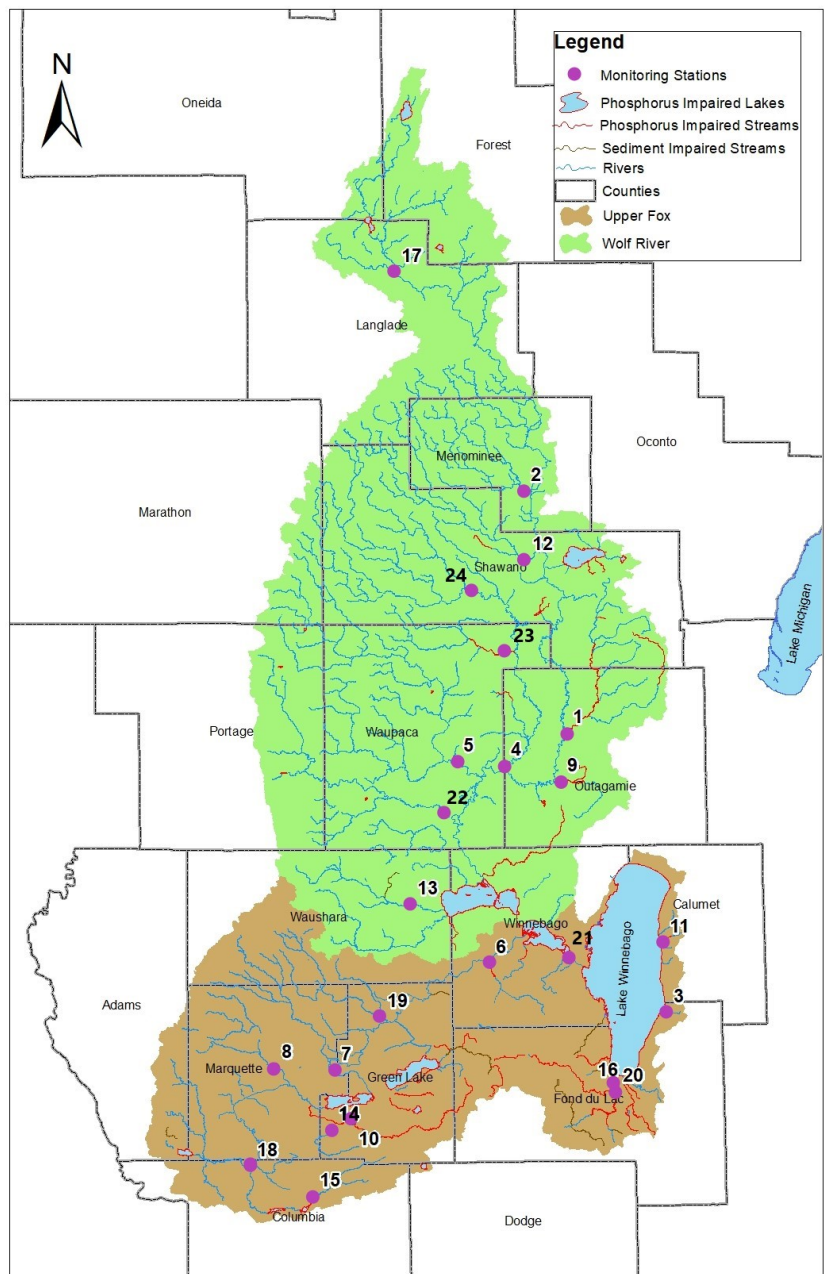 Legend
Monitoring Stations
Phosphorus Impaired Lakes
Phosphorus Impaired Streams
Sediment Impaired Streams
Rivers
Counties
Upper Fox
Wolf River
N
Oneida
Forest
17
Langlade
Oconto
Menominee
2
Marathon
12
Shawano
24
Lake Michigan
23
Portage
Waupaca
1
5
4
9
Outagamie
22
13
Calumet
Waushara
Winnebago
11
6
21
Lake Winnebago
Adams
19
3
8
7
Marquette
Green Lake
16
20
Fond du Lac
14
10
18
15
Columbia
Dodge